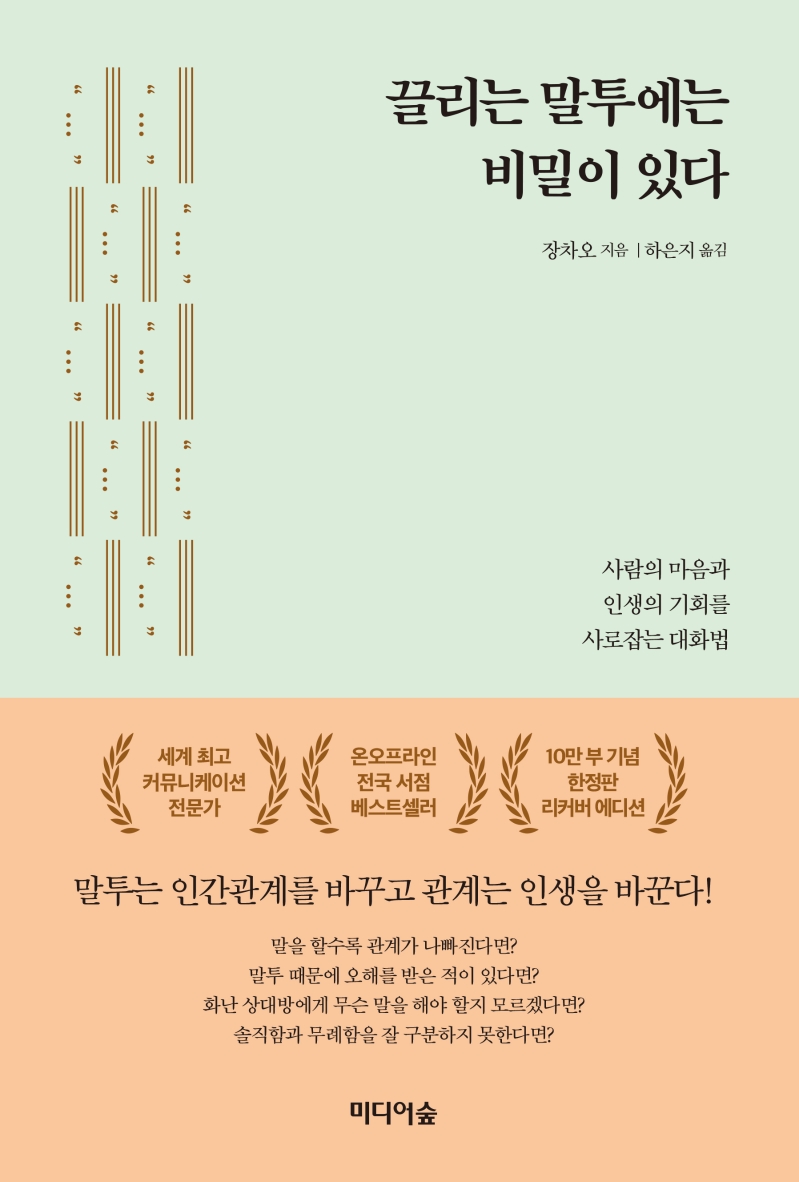 끌리는 말투에는
비밀이 있다
장차오 지음 | 하은지 옮김
사람의 마음과
인생의 기회를
사로잡는 대화법
세계 최고
커뮤니케이션
전문가
온오프라인
전국 서점
베스트셀러
10만 부 기념
한정판
리커버 에디션
말투는 인간관계를 바꾸고 관계는 인생을 바꾼다!
말을 할수록 관계가 나빠진다면?
말투 때문에 오해를 받은 적이 있다면?
화난 상대방에게 무슨 말을 해야 할지 모르겠다면?
솔직함과 무례함을 잘 구분하지 못한다면?
미디어숲